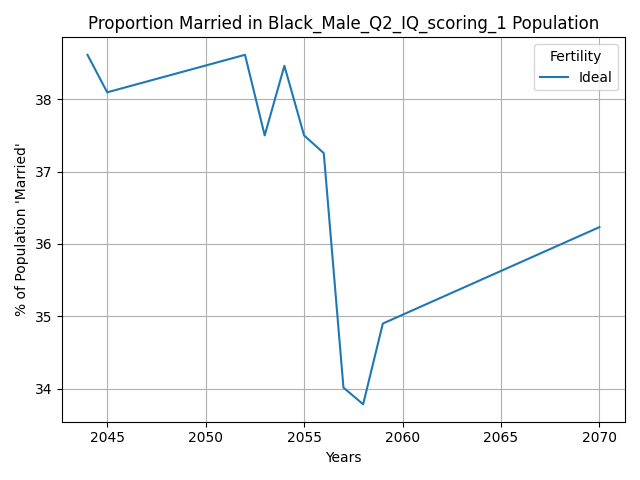 Proportion Married in Black_Male_Q2_IQ_scoring_1 Population
Fertility
Ideal
% of Population 'Married'
38
37
36
35
34
2045 2050 2055 2060 2065 2070
Years